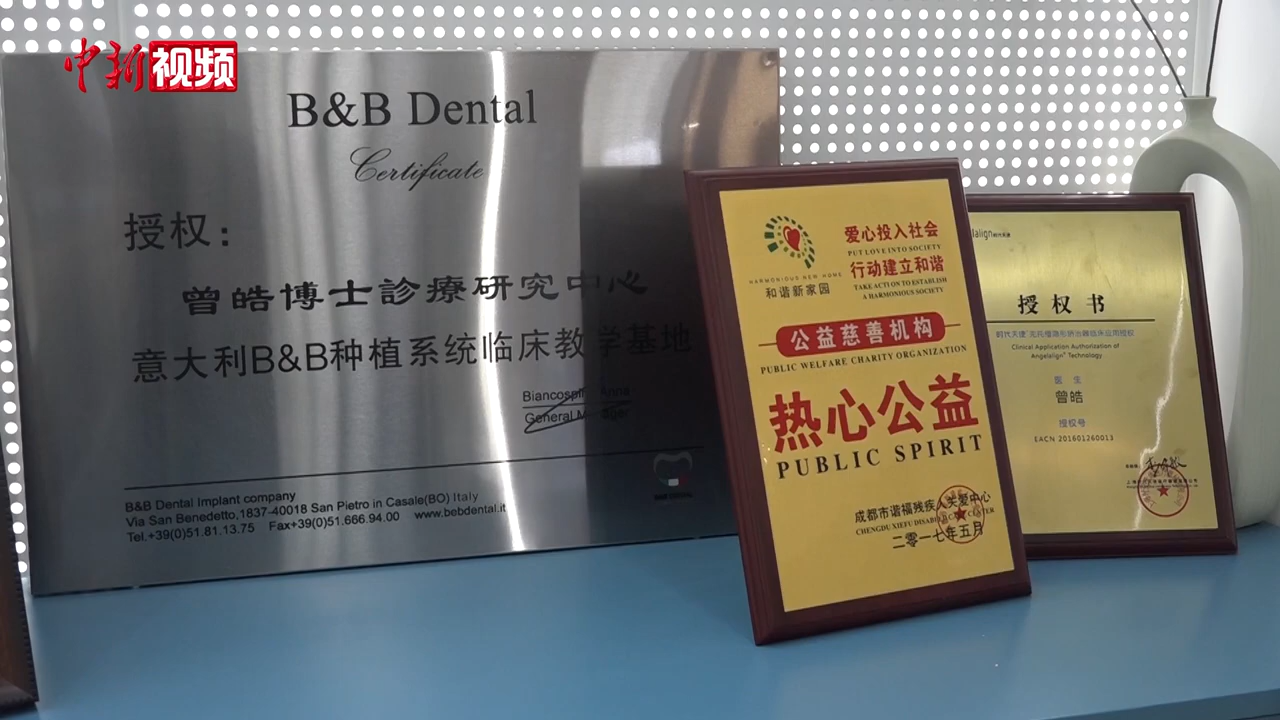 中新视频
B&B Dental
Certificate
授权：
曾皓博士診療研究中心
意大利B&B种植系统临床教学基地
General Manager
B&B Dental Implant company
Via San Benedetto,1837-40018 San Pietro in Casale(BO) Italy
Tel.+39(0)51.81.13.75 Fax+39(0)51.666.94.00 www.bebdental.it
HARMONIOUS NEW HOME
和谐新家园
爱心投入社会
PUT LOVE INTO SOCIETY
行动建立和谐
TAKE ACTION TO ESTABLISH
A HARMONIOUS SOCIETY
公益慈善机构
PUBLIC WELFARE CHARITY ORGANIZATION
热心公益
PUBLIC SPIRIT
成都市谐福残疾人关爱中心
二零一七年五月
授权书
Clinical Application Authorization of
Angelalign® Technology
医生
曾皓
授权号
EACN 201601260013